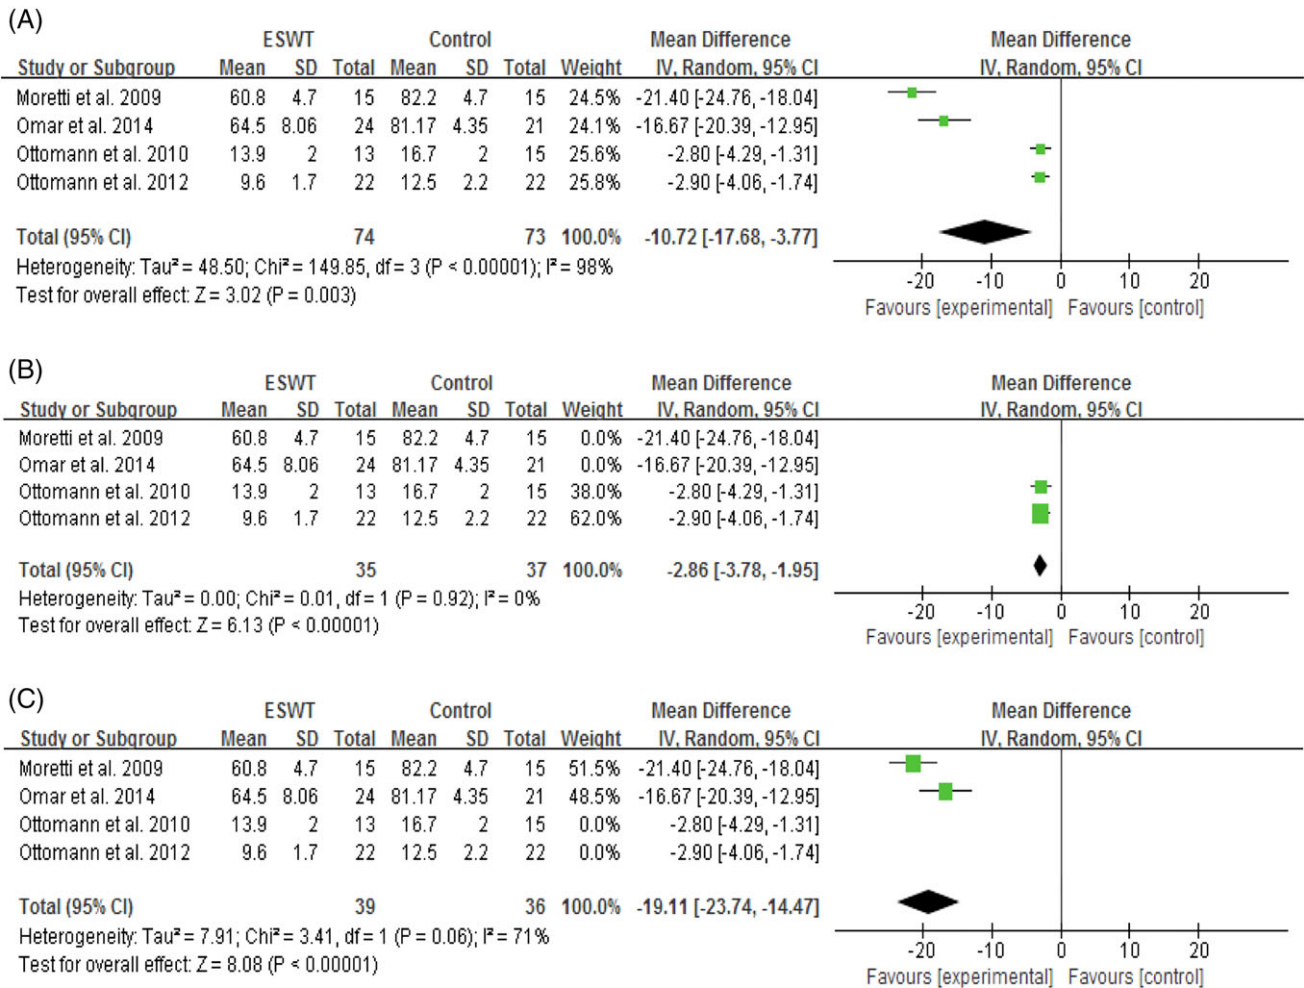 (A)
ESWT Control Mean Difference Mean Difference
Study or Subgroup Mean SD Total Mean SD Total Weight IV, Random, 95% CI IV, Random, 95% CI
Moretti et al. 2009 60.8 4.7 15 82.2 4.7 15 24.5% -21.40 [-24.76, -18.04]
Omar et al. 2014 64.5 8.06 24 81.17 4.35 21 24.1% -16.67 [-20.39, -12.95]
Ottomann et al. 2010 13.9 2 13 16.7 2 15 25.6% -2.80 [-4.29, -1.31]
Ottomann et al. 2012 9.6 1.7 22 12.5 2.2 22 25.8% -2.90 [-4.06, -1.74]
Total (95% CI) 74 73 100.0% -10.72 [-17.68, -3.77]
Heterogeneity: Tau² = 48.50; Chi² = 149.85, df = 3 (P < 0.00001); I² = 98%
Test for overall effect: Z = 3.02 (P = 0.003)
-20 -10 0 10 20
Favours [experimental] Favours [control]
(B)
ESWT Control Mean Difference Mean Difference
Study or Subgroup Mean SD Total Mean SD Total Weight IV, Random, 95% CI IV, Random, 95% CI
Moretti et al. 2009 60.8 4.7 15 82.2 4.7 15 0.0% -21.40 [-24.76, -18.04]
Omar et al. 2014 64.5 8.06 24 81.17 4.35 21 0.0% -16.67 [-20.39, -12.95]
Ottomann et al. 2010 13.9 2 13 16.7 2 15 38.0% -2.80 [-4.29, -1.31]
Ottomann et al. 2012 9.6 1.7 22 12.5 2.2 22 62.0% -2.90 [-4.06, -1.74]
Total (95% CI) 35 37 100.0% -2.86 [-3.78, -1.95]
Heterogeneity: Tau² = 0.00; Chi² = 0.01, df = 1 (P = 0.92); I² = 0%
Test for overall effect: Z = 6.13 (P < 0.00001)
-20 -10 0 10 20
Favours [experimental] Favours [control]
(C)
ESWT Control Mean Difference Mean Difference
Study or Subgroup Mean SD Total Mean SD Total Weight IV, Random, 95% CI IV, Random, 95% CI
Moretti et al. 2009 60.8 4.7 15 82.2 4.7 15 51.5% -21.40 [-24.76, -18.04]
Omar et al. 2014 64.5 8.06 24 81.17 4.35 21 48.5% -16.67 [-20.39, -12.95]
Ottomann et al. 2010 13.9 2 13 16.7 2 15 0.0% -2.80 [-4.29, -1.31]
Ottomann et al. 2012 9.6 1.7 22 12.5 2.2 22 0.0% -2.90 [-4.06, -1.74]
Total (95% CI) 39 36 100.0% -19.11 [-23.74, -14.47]
Heterogeneity: Tau² = 7.91; Chi² = 3.41, df = 1 (P = 0.06); I² = 71%
Test for overall effect: Z = 8.08 (P < 0.00001)
-20 -10 0 10 20
Favours [experimental] Favours [control]